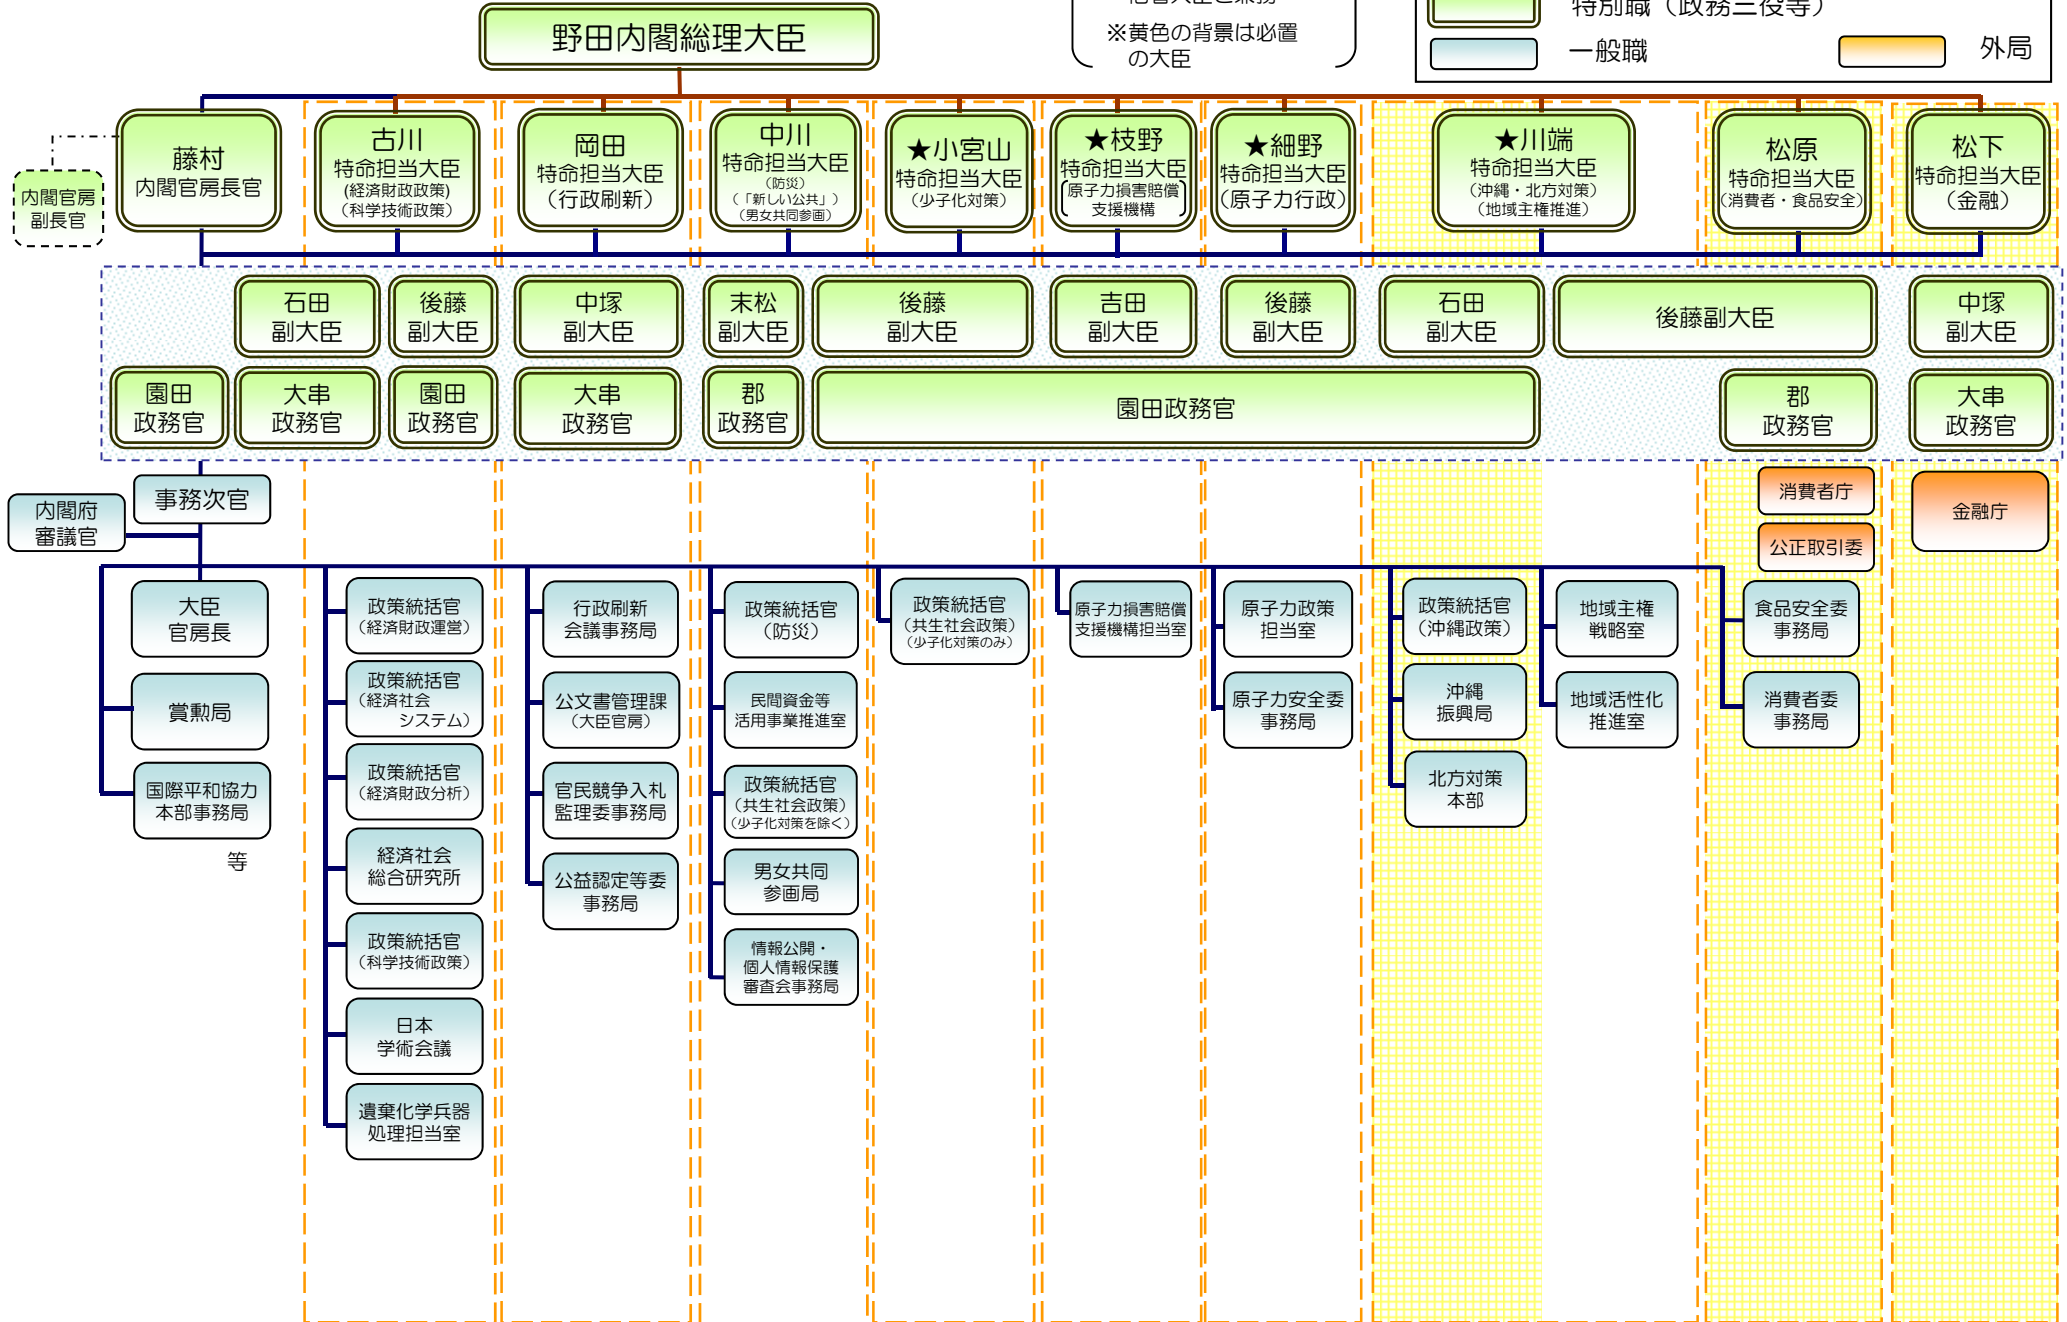 野田内閣総理大臣
※黄色の背景は必置
の大臣
特別職（政務三役等）
一般職
外局
藤村
内閣官房長官
内閣官房
副長官
古川
特命担当大臣
(経済財政政策)
（科学技術政策）
岡田
特命担当大臣
（行政刷新）
中川
特命担当大臣
（防災）
（「新しい公共」）
（男女共同参画）
★小宮山
特命担当大臣
（少子化対策）
★枝野
特命担当大臣
原子力損害賠償
支援機構
★細野
特命担当大臣
（原子力行政）
★川端
特命担当大臣
（沖縄・北方対策）
（地域主権推進）
松原
特命担当大臣
（消費者・食品安全）
松下
特命担当大臣
（金融）
石田
副大臣
後藤
副大臣
中塚
副大臣
末松
副大臣
後藤
副大臣
吉田
副大臣
後藤
副大臣
石田
副大臣
後藤副大臣
中塚
副大臣
園田
政務官
大串
政務官
園田
政務官
大串
政務官
郡
政務官
園田政務官
郡
政務官
大串
政務官
事務次官
内閣府
審議官
消費者庁
公正取引委
金融庁
大臣
官房長
賞勲局
国際平和協力
本部事務局
等
政策統括官
（経済財政運営）
政策統括官
（経済社会
システム）
政策統括官
（経済財政分析）
経済社会
総合研究所
政策統括官
（科学技術政策）
日本
学術会議
遺棄化学兵器
処理担当室
行政刷新
会議事務局
公文書管理課
（大臣官房）
官民競争入札
監理委事務局
公益認定等委
事務局
政策統括官
（防災）
民間資金等
活用事業推進室
政策統括官
（共生社会政策）
（少子化対策を除く）
男女共同
参画局
情報公開・
個人情報保護
審査会事務局
政策統括官
（共生社会政策）
（少子化対策のみ）
原子力損害賠償
支援機構担当室
原子力政策
担当室
原子力安全委
事務局
政策統括官
（沖縄政策）
沖縄
振興局
北方対策
本部
地域主権
戦略室
地域活性化
推進室
食品安全委
事務局
消費者委
事務局